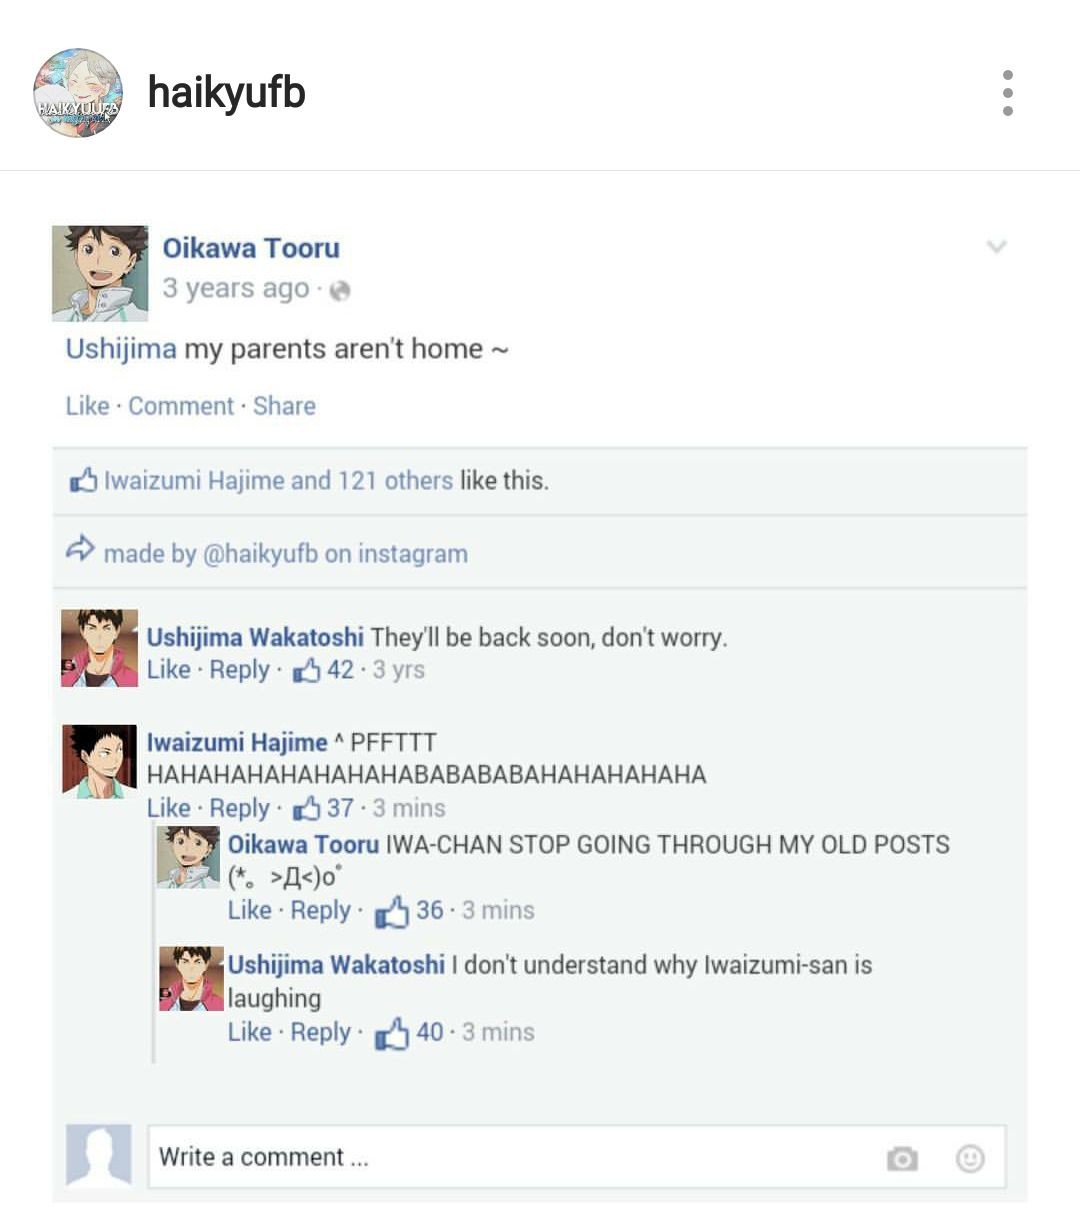 HAIKYUUFB
haikyufb
Oikawa Tooru
3 years ago ·
Ushijima my parents aren't home ~
Like · Comment · Share
Iwaizumi Hajime and 121 others like this.
made by @haikyufb on instagram
Ushijima Wakatoshi They'll be back soon, don't worry.
Like · Reply · 42 · 3 yrs
Iwaizumi Hajime ^ PFFTTT
HAHAHAHAHAHAHAHABABABABAHAHAHAHAHA
Like · Reply · 37 · 3 mins
Oikawa Tooru IWA-CHAN STOP GOING THROUGH MY OLD POSTS
(*。>Д<)o゜
Like · Reply · 36 · 3 mins
Ushijima Wakatoshi I don't understand why Iwaizumi-san is
laughing
Like · Reply · 40 · 3 mins
Write a comment ...